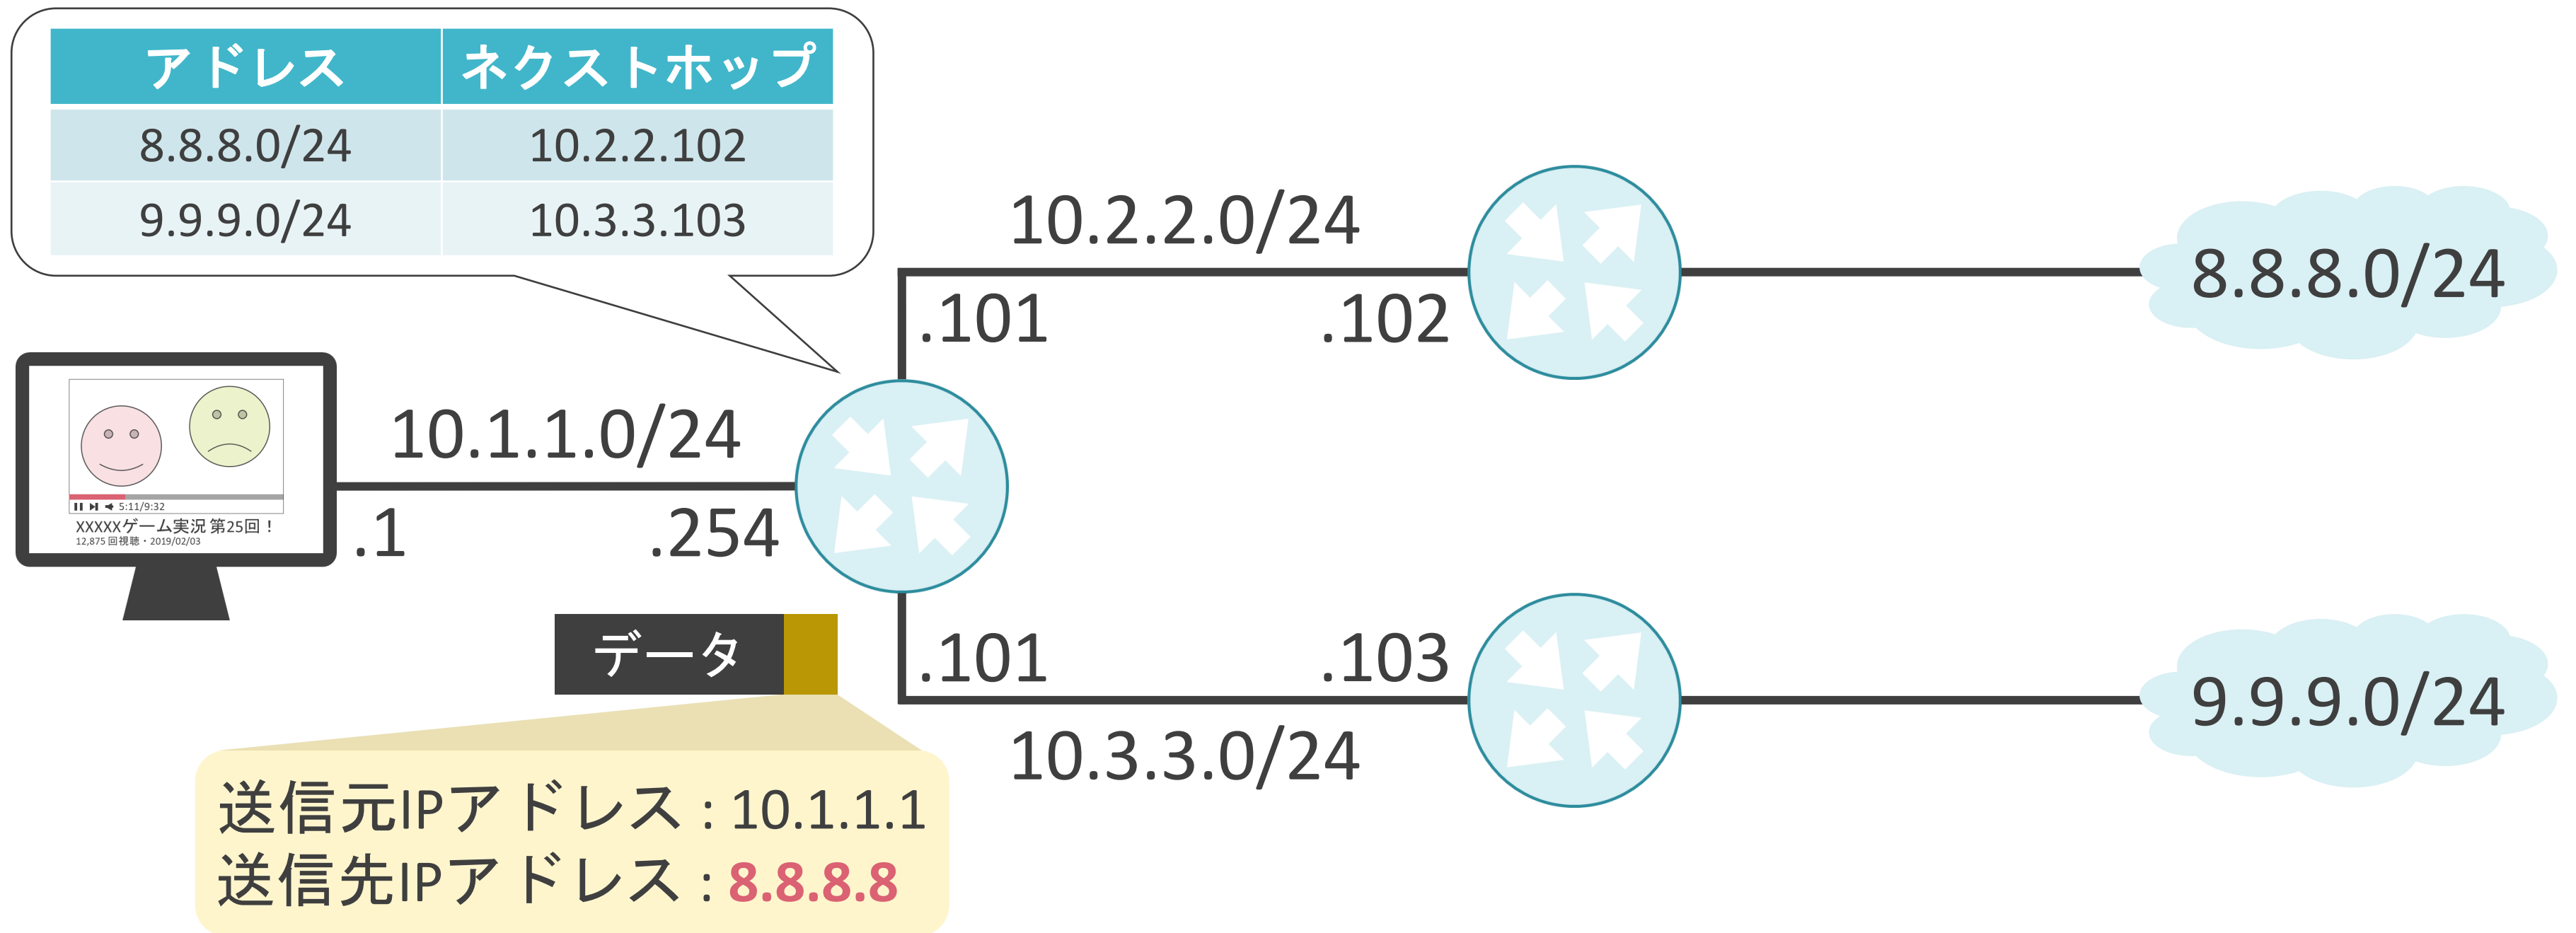 アドレス ネクストホップ
8.8.8.0/24 10.2.2.102
9.9.9.0/24 10.3.3.103
10.2.2.0/24
.101 .102
8.8.8.0/24
10.1.1.0/24
.1 .254
5:11/9:32
XXXXXゲーム実況 第25回！
12,875 回視聴・2019/02/03
データ
.101 .103
10.3.3.0/24
9.9.9.0/24
送信元IPアドレス : 10.1.1.1
送信先IPアドレス : 8.8.8.8